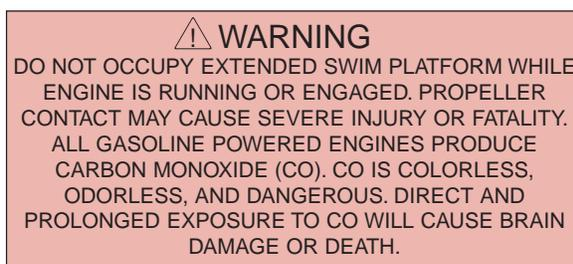 WARNING
DO NOT OCCUPY EXTENDED SWIM PLATFORM WHILE
ENGINE IS RUNNING OR ENGAGED. PROPELLER
CONTACT MAY CAUSE SEVERE INJURY OR FATALITY.
ALL GASOLINE POWERED ENGINES PRODUCE
CARBON MONOXIDE (CO). CO IS COLORLESS,
ODORLESS, AND DANGEROUS. DIRECT AND
PROLONGED EXPOSURE TO CO WILL CAUSE BRAIN
DAMAGE OR DEATH.